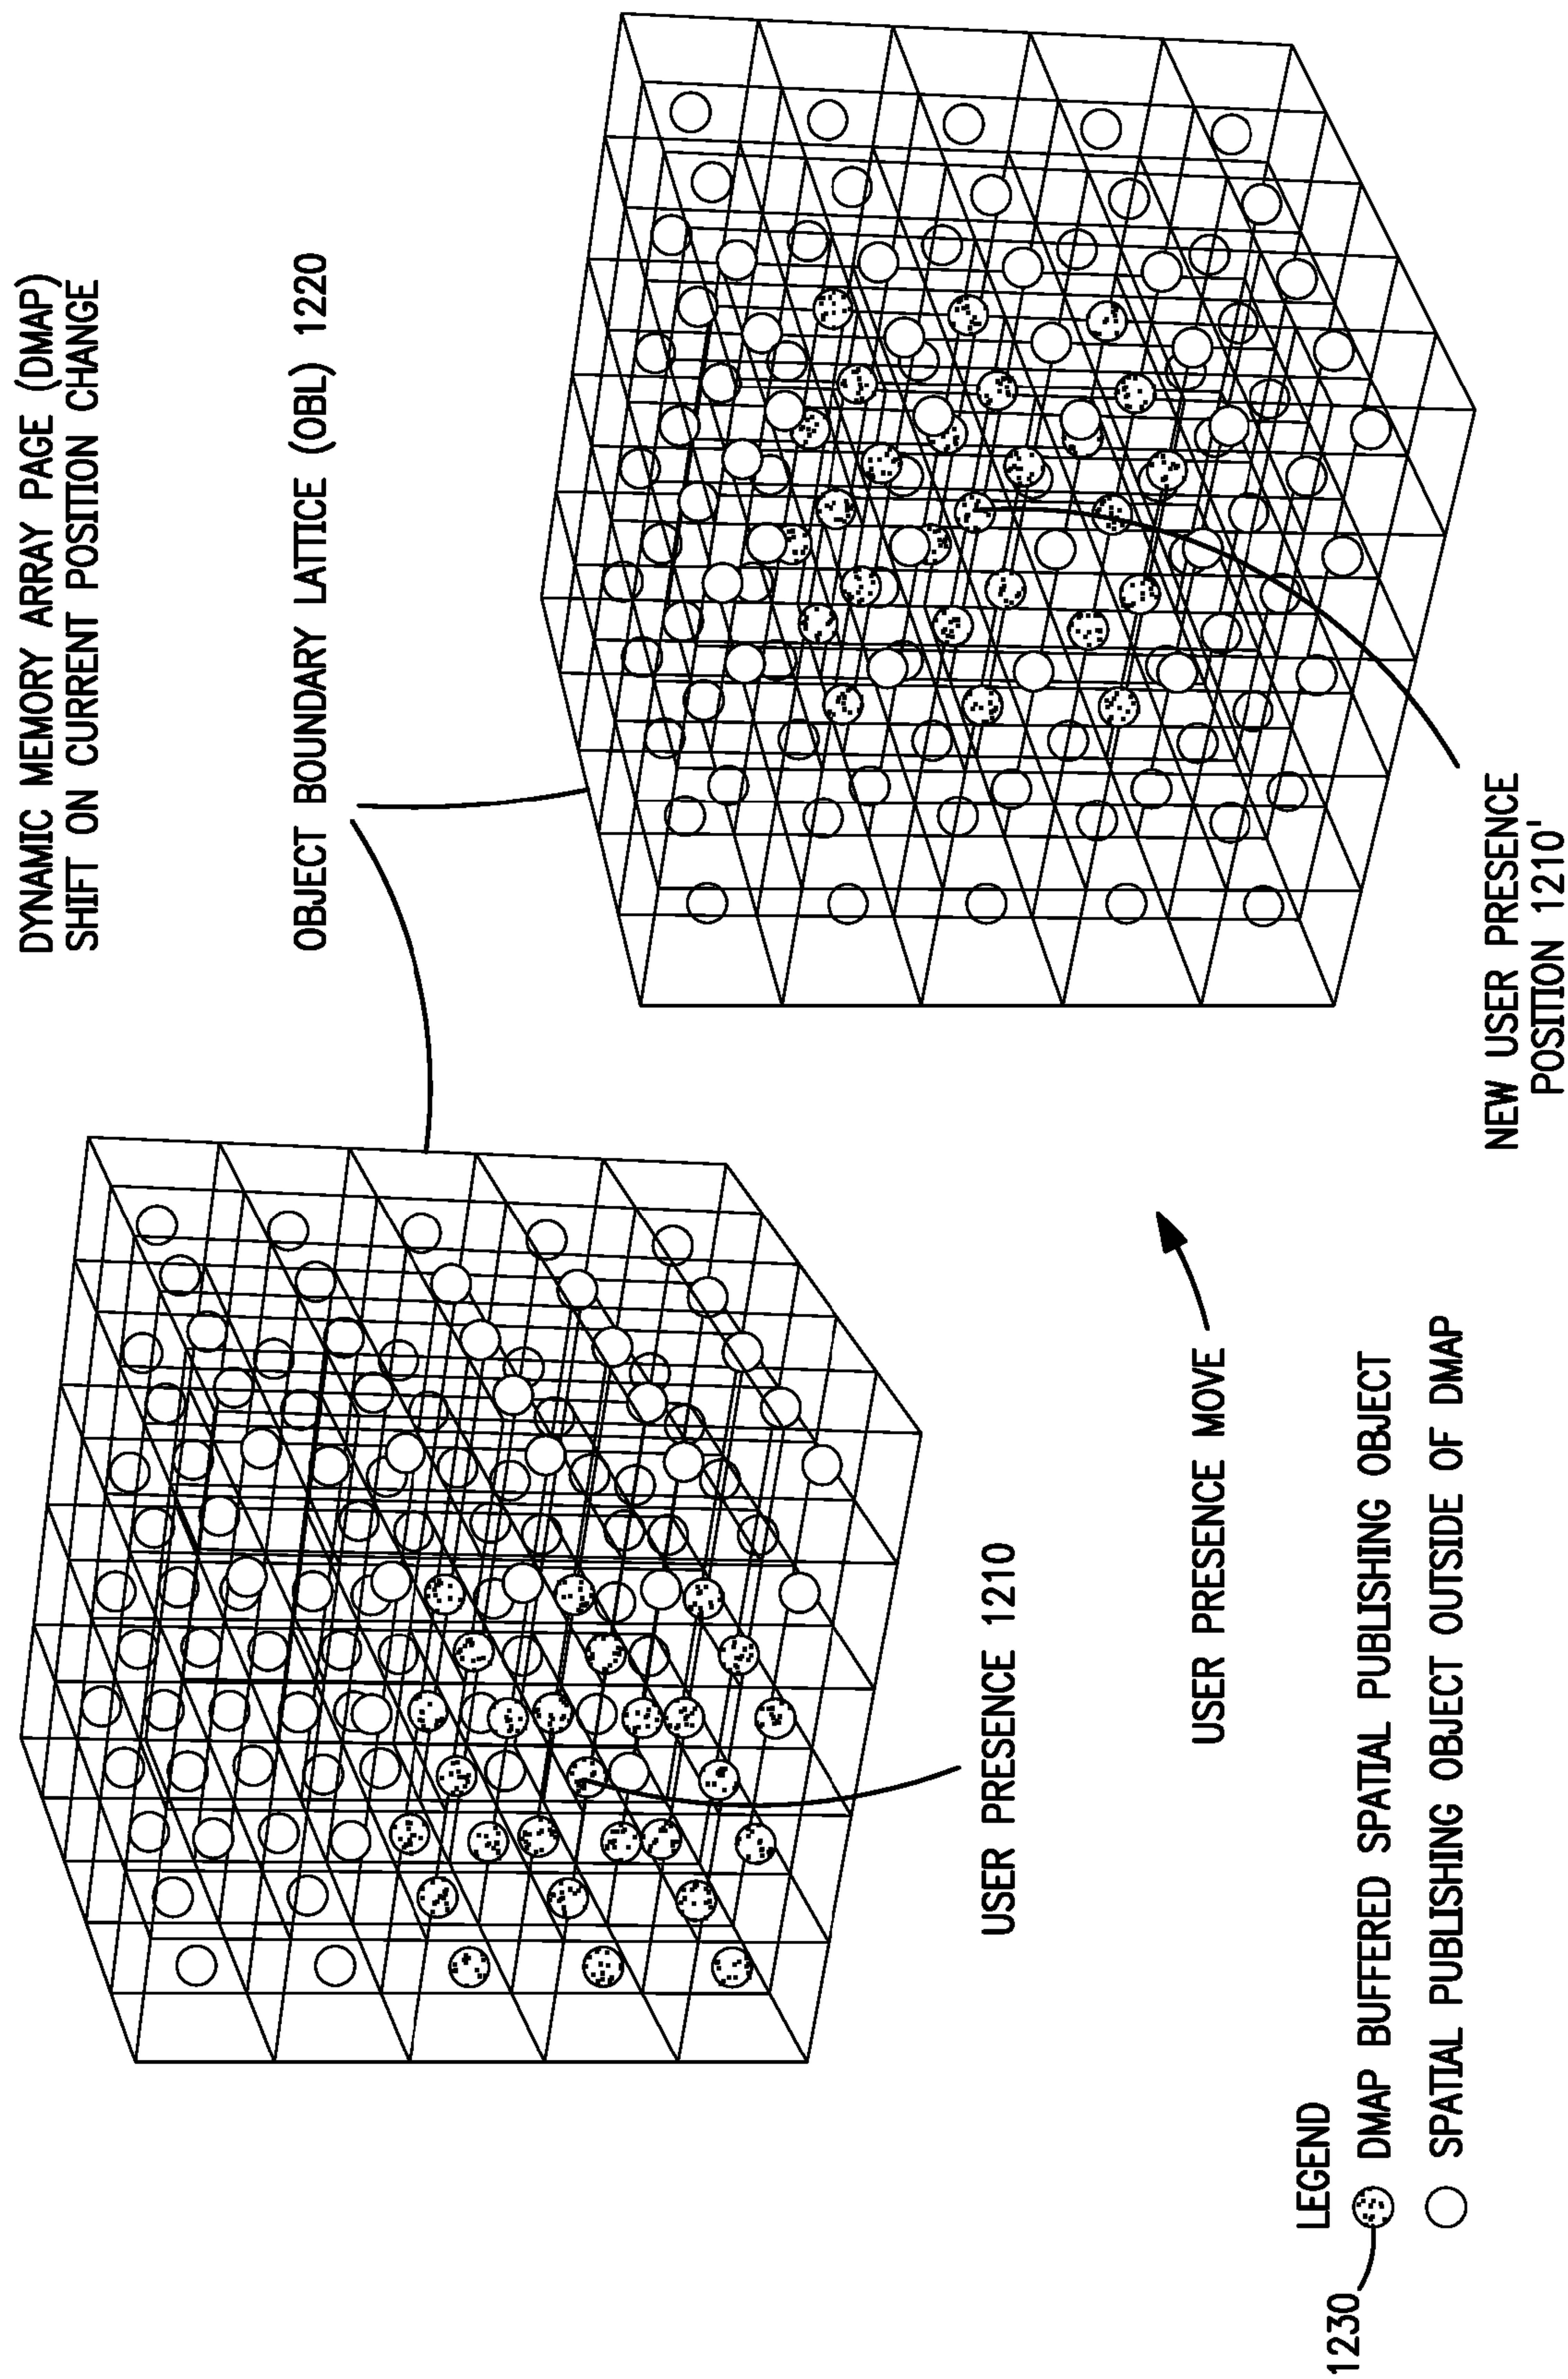 DYNAMIC MEMORY ARRAY PAGE (DMAP)
SHIFT ON CURRENT POSITION CHANGE
OBJECT BOUNDARY LATTICE (OBL) 1220
USER PRESENCE 1210
USER PRESENCE MOVE
NEW USER PRESENCE
POSITION 1210'
LEGEND
1230
DMAP BUFFERED SPATIAL PUBLISHING OBJECT
SPATIAL PUBLISHING OBJECT OUTSIDE OF DMAP